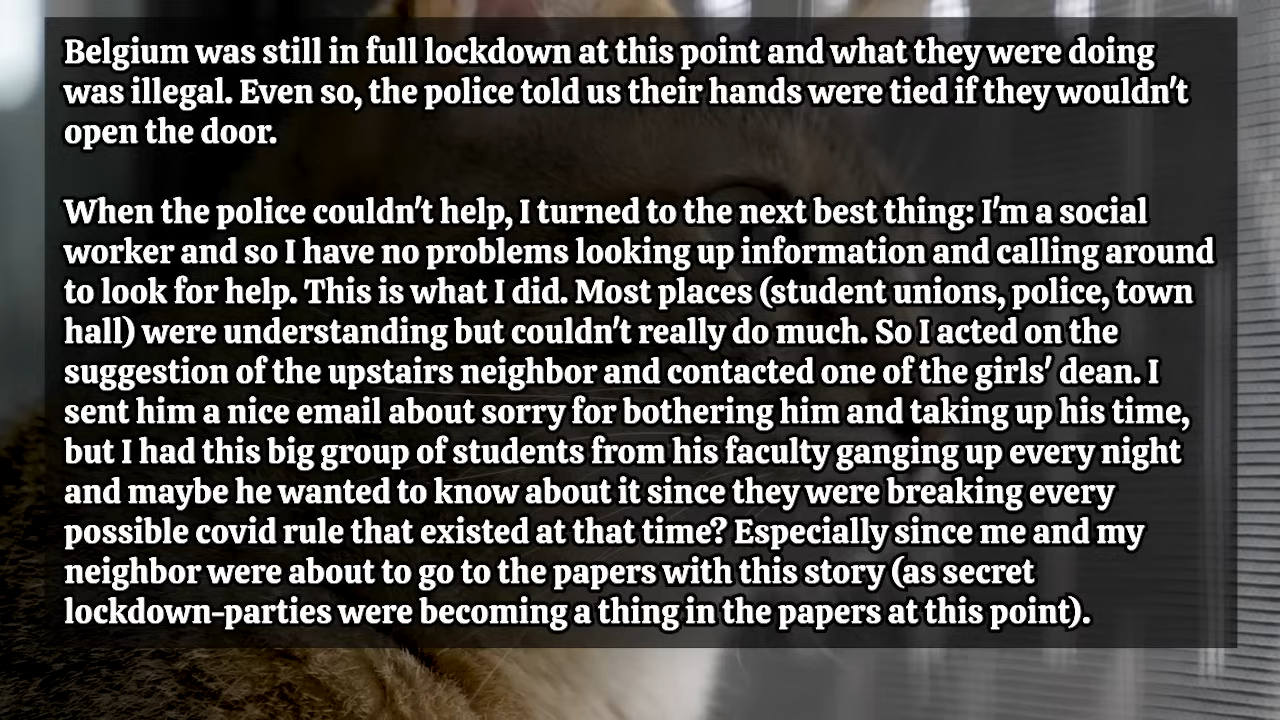 Belgium was still in full lockdown at this point and what they were doing
was illegal. Even so, the police told us their hands were tied if they wouldn't
open the door.
When the police couldn't help, I turned to the next best thing: I'm a social
worker and so I have no problems looking up information and calling around
to look for help. This is what I did. Most places (student unions, police, town
hall) were understanding but couldn't really do much. So I acted on the
suggestion of the upstairs neighbor and contacted one of the girls' dean. I
sent him a nice email about sorry for bothering him and taking up his time,
but I had this big group of students from his faculty ganging up every night
and maybe he wanted to know about it since they were breaking every
possible covid rule that existed at that time? Especially since me and my
neighbor were about to go to the papers with this story (as secret
lockdown-parties were becoming a thing in the papers at this point).